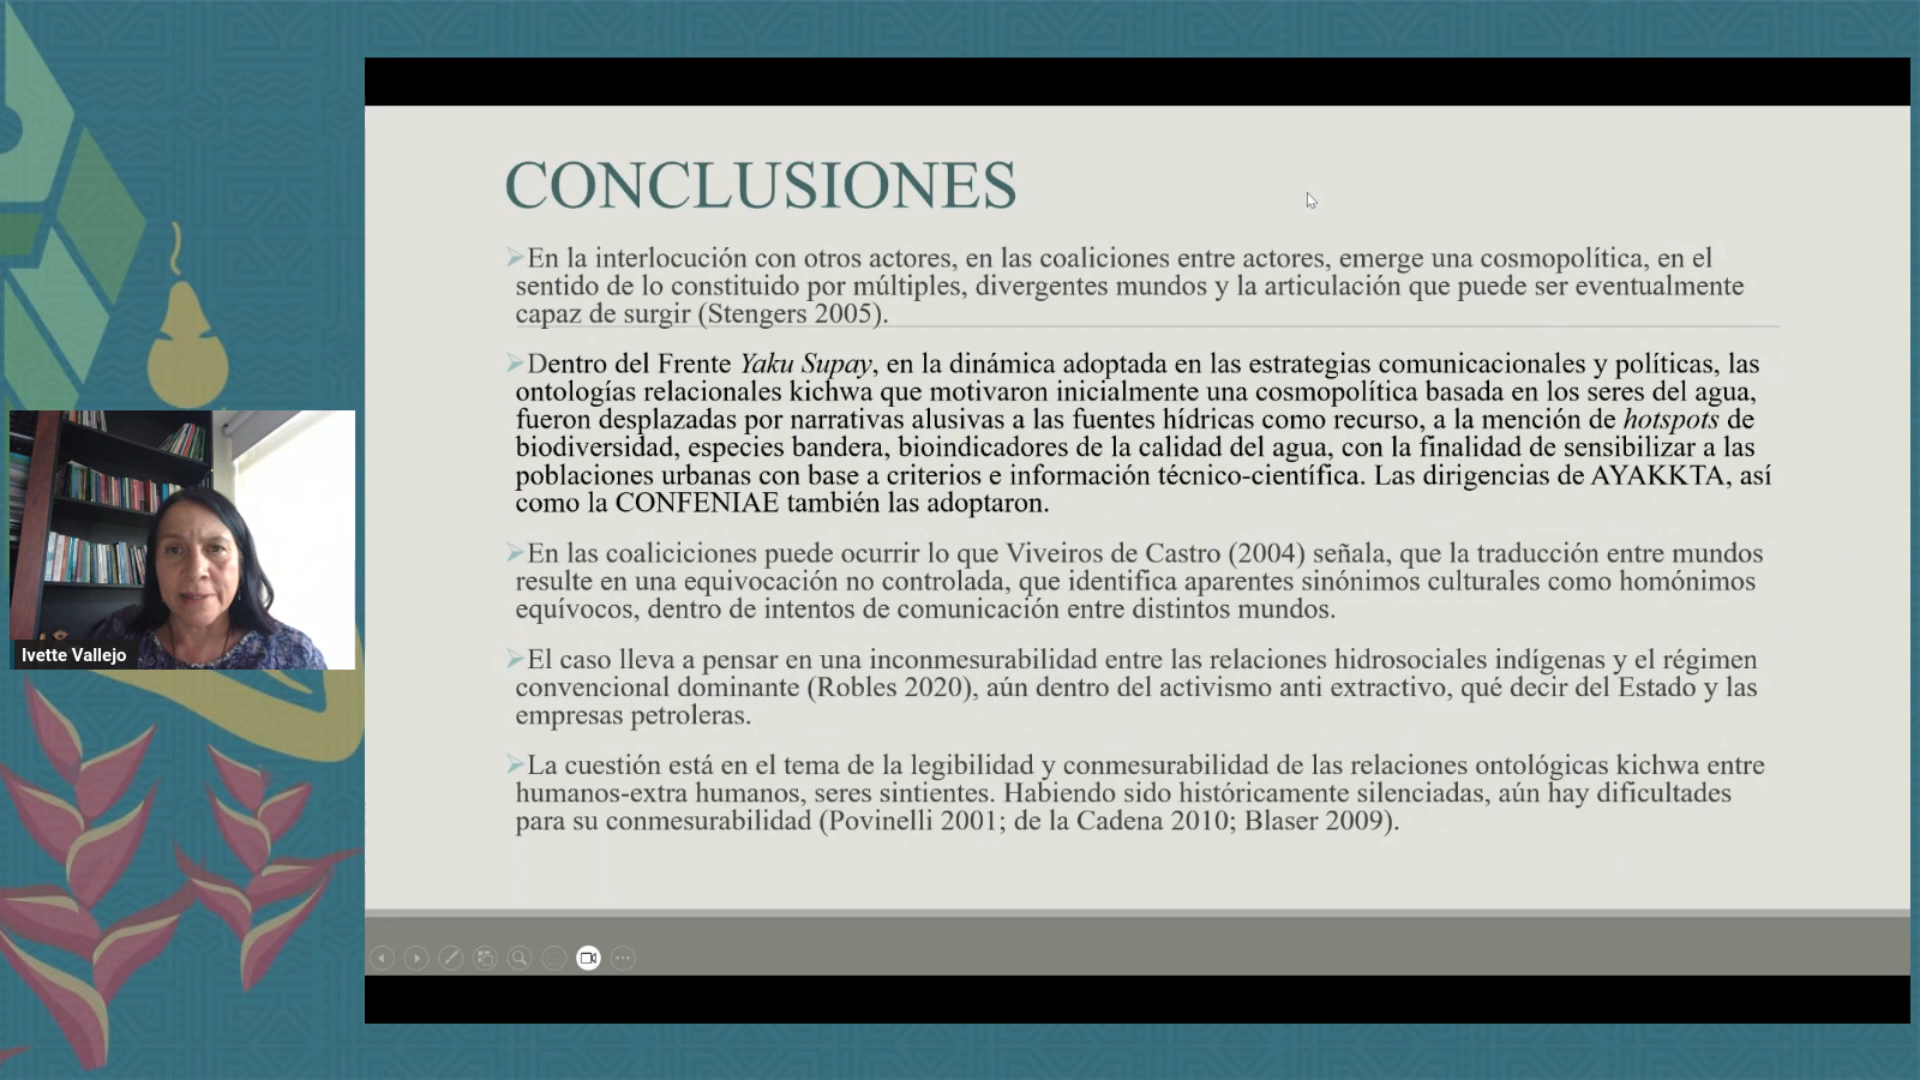 CONCLUSIONES
➢En la interlocución con otros actores, en las coaliciones entre actores, emerge una cosmopolítica, en el
sentido de lo constituido por múltiples, divergentes mundos y la articulación que puede ser eventualmente
capaz de surgir (Stengers 2005).
➢Dentro del Frente Yaku Supay, en la dinámica adoptada en las estrategias comunicacionales y políticas, las
ontologías relacionales kichwa que motivaron inicialmente una cosmopolítica basada en los seres del agua,
fueron desplazadas por narrativas alusivas a las fuentes hídricas como recurso, a la mención de hotspots de
biodiversidad, especies bandera, bioindicadores de la calidad del agua, con la finalidad de sensibilizar a las
poblaciones urbanas con base a criterios e información técnico-científica. Las dirigencias de AYAKKTA, así
como la CONFENIAE también las adoptaron.
➢En las coaliciciones puede ocurrir lo que Viveiros de Castro (2004) señala, que la traducción entre mundos
resulte en una equivocación no controlada, que identifica aparentes sinónimos culturales como homónimos
equívocos, dentro de intentos de comunicación entre distintos mundos.
➢El caso lleva a pensar en una inconmesurabilidad entre las relaciones hidrosociales indígenas y el régimen
convencional dominante (Robles 2020), aún dentro del activismo anti extractivo, qué decir del Estado y las
empresas petroleras.
➢La cuestión está en el tema de la legibilidad y conmesurabilidad de las relaciones ontológicas kichwa entre
humanos-extra humanos, seres sintientes. Habiendo sido históricamente silenciadas, aún hay dificultades
para su conmesurabilidad (Povinelli 2001; de la Cadena 2010; Blaser 2009).
Ivette Vallejo